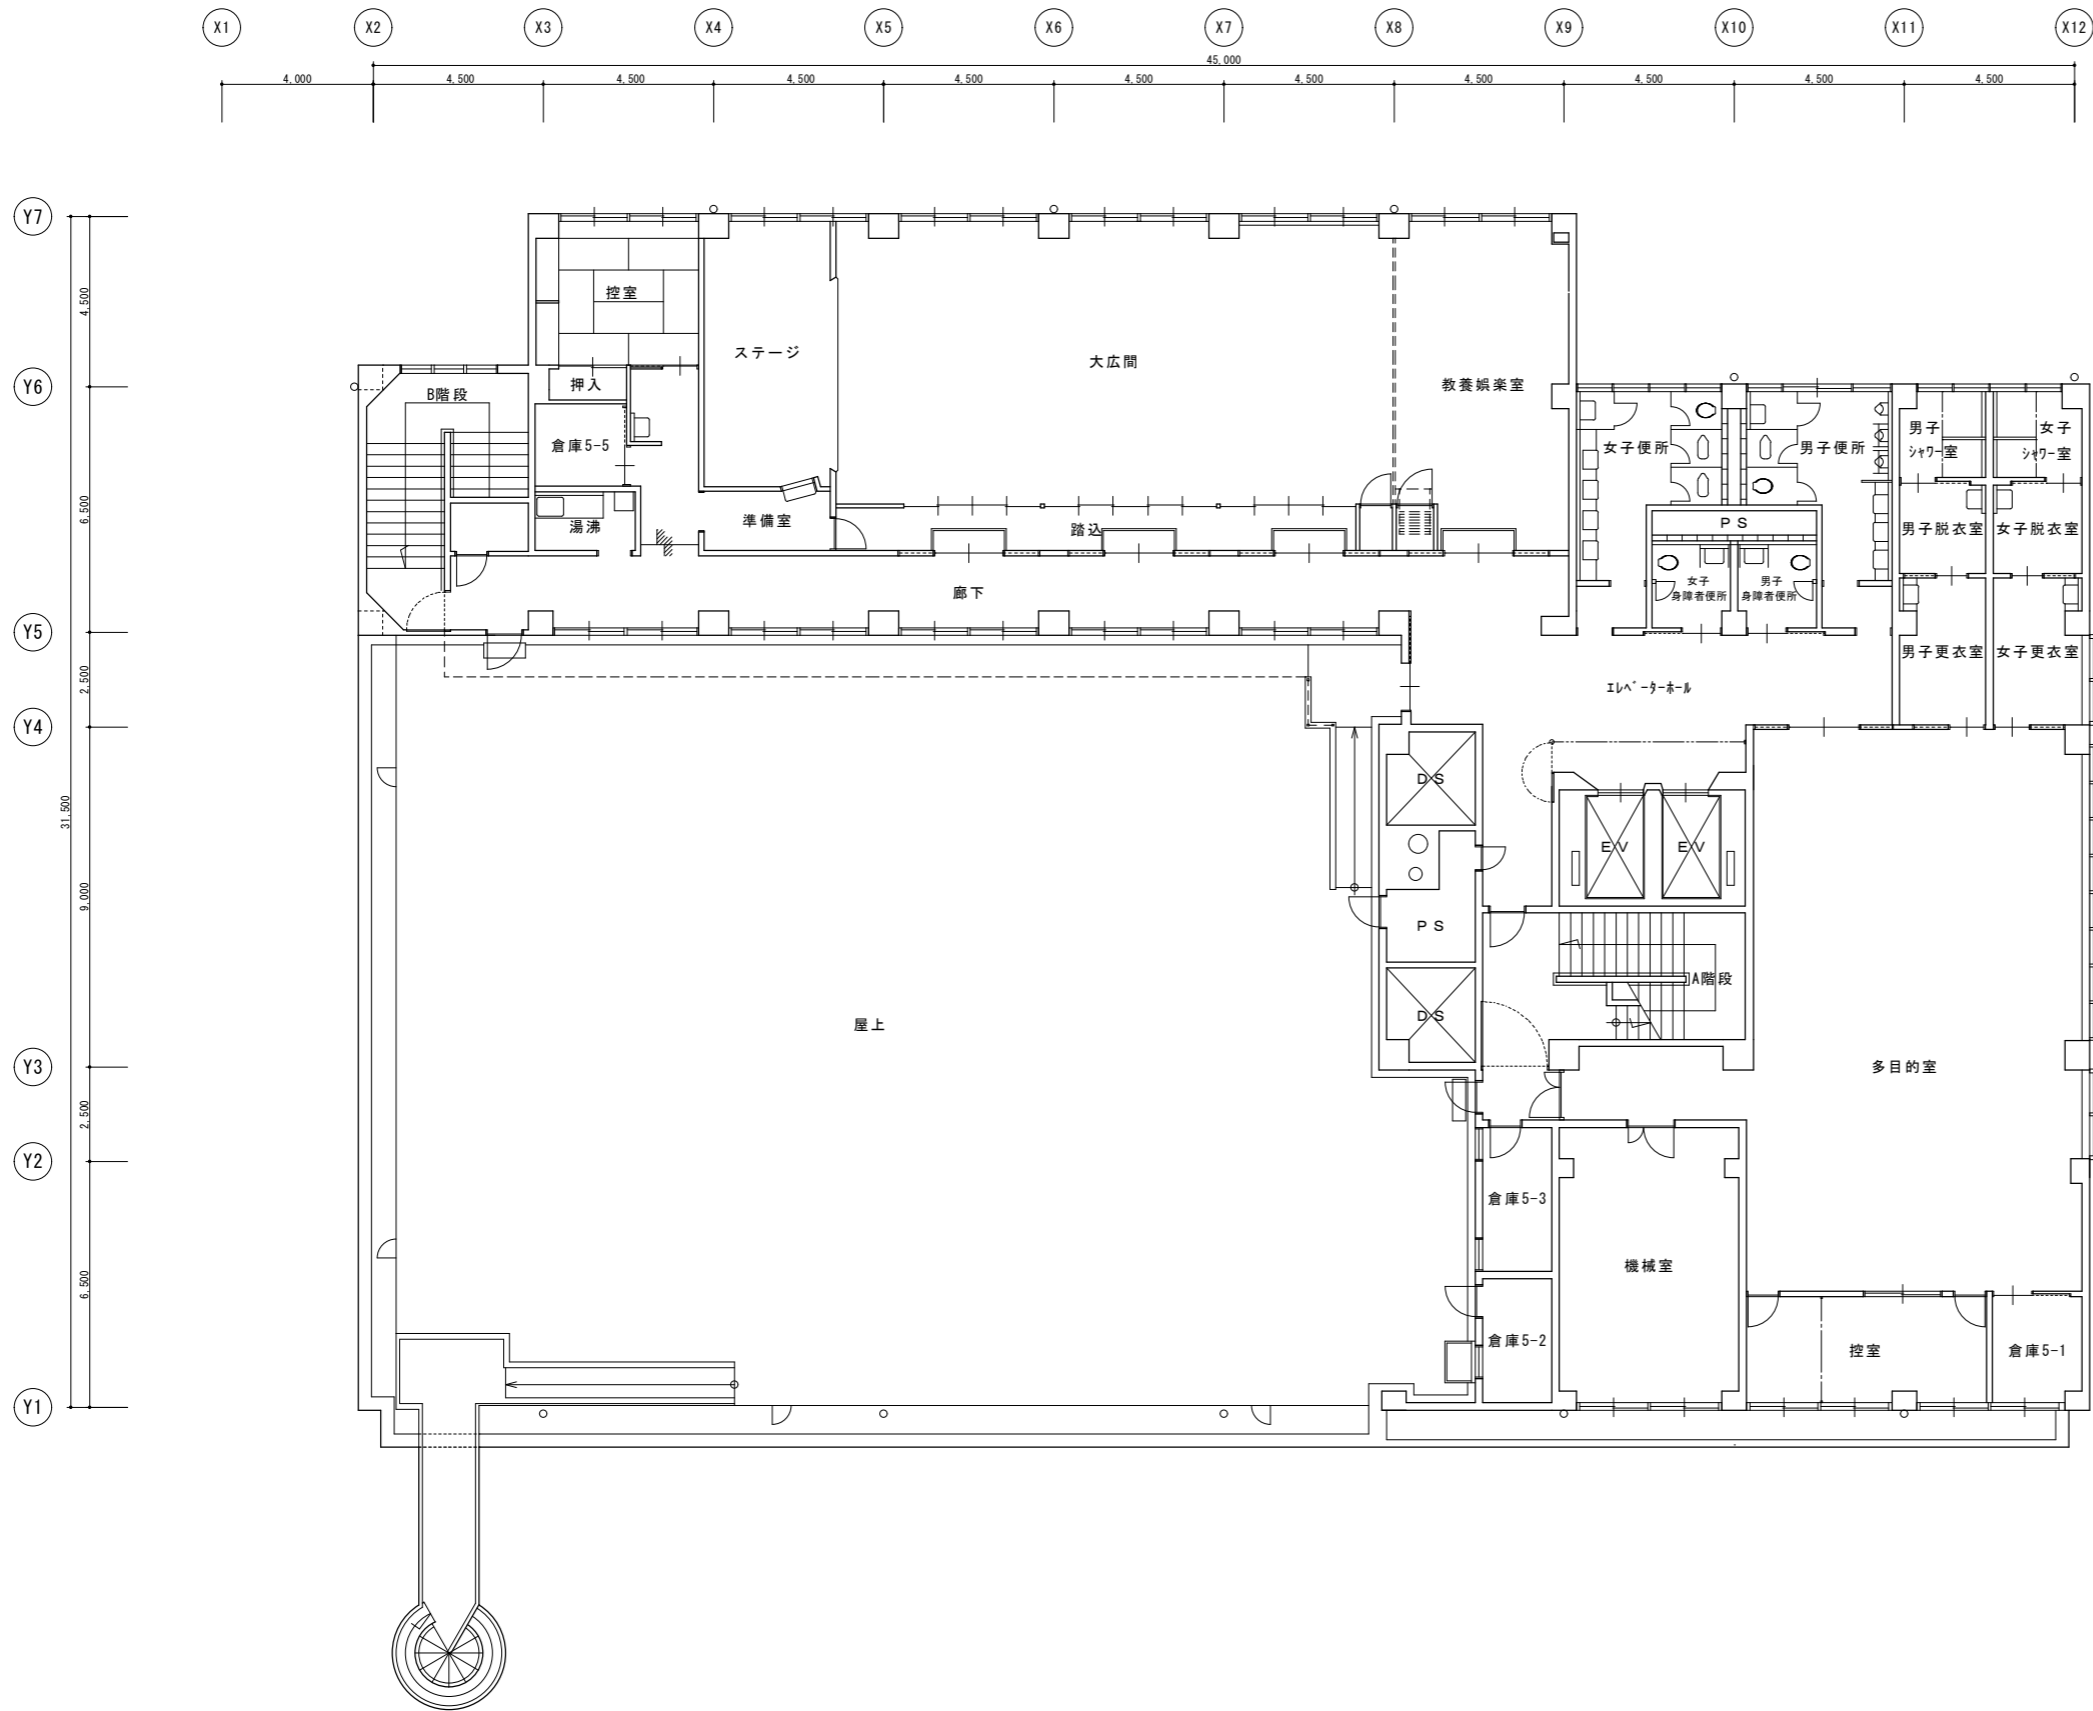 X1 X2 X3 X4 X5 X6 X7 X8 X9 X10 X11 X12
45,000
4,000 4,500 4,500 4,500 4,500 4,500 4,500 4,500 4,500 4,500 4,500
Y7
4,500
控室
ステージ
大広間
教養娯楽室
Y6
B階段
押入
倉庫5-5
女子便所
男子便所
男子
シャワー室
女子
シャワー室
6,500
湯沸
準備室
踏込
PS
男子脱衣室
女子脱衣室
廊下
女子
身障者便所
男子
身障者便所
Y5
男子更衣室
女子更衣室
2,500
エレベーターホール
Y4
DS
31,500
EV
EV
9,000
PS
A階段
DS
屋上
Y3
多目的室
2,500
Y2
倉庫5-3
機械室
6,500
倉庫5-2
控室
倉庫5-1
Y1